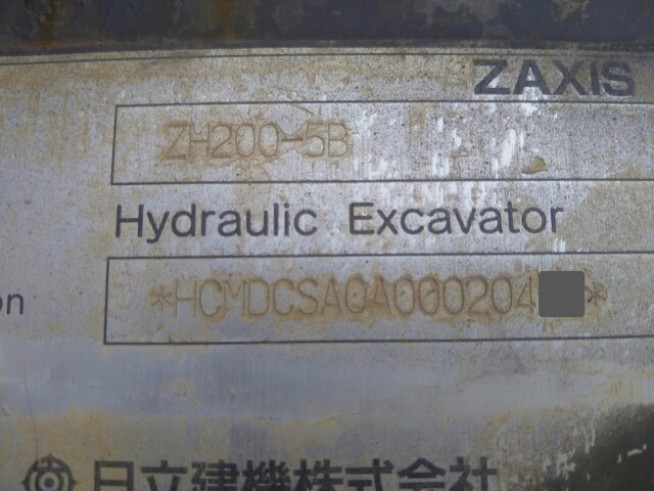 ZAXIS
ZH200-5B
Hydraulic Excavator
on
*HCMDCSA0A000204 *
日立建機株式会社